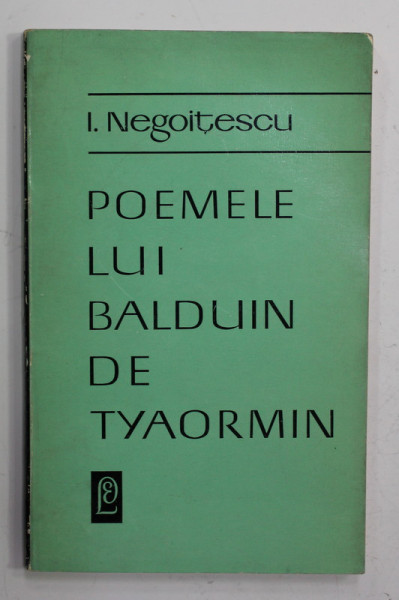 I. Negoițescu
POEMELE
LUI
BALDUIN
DE
TYAORMIN